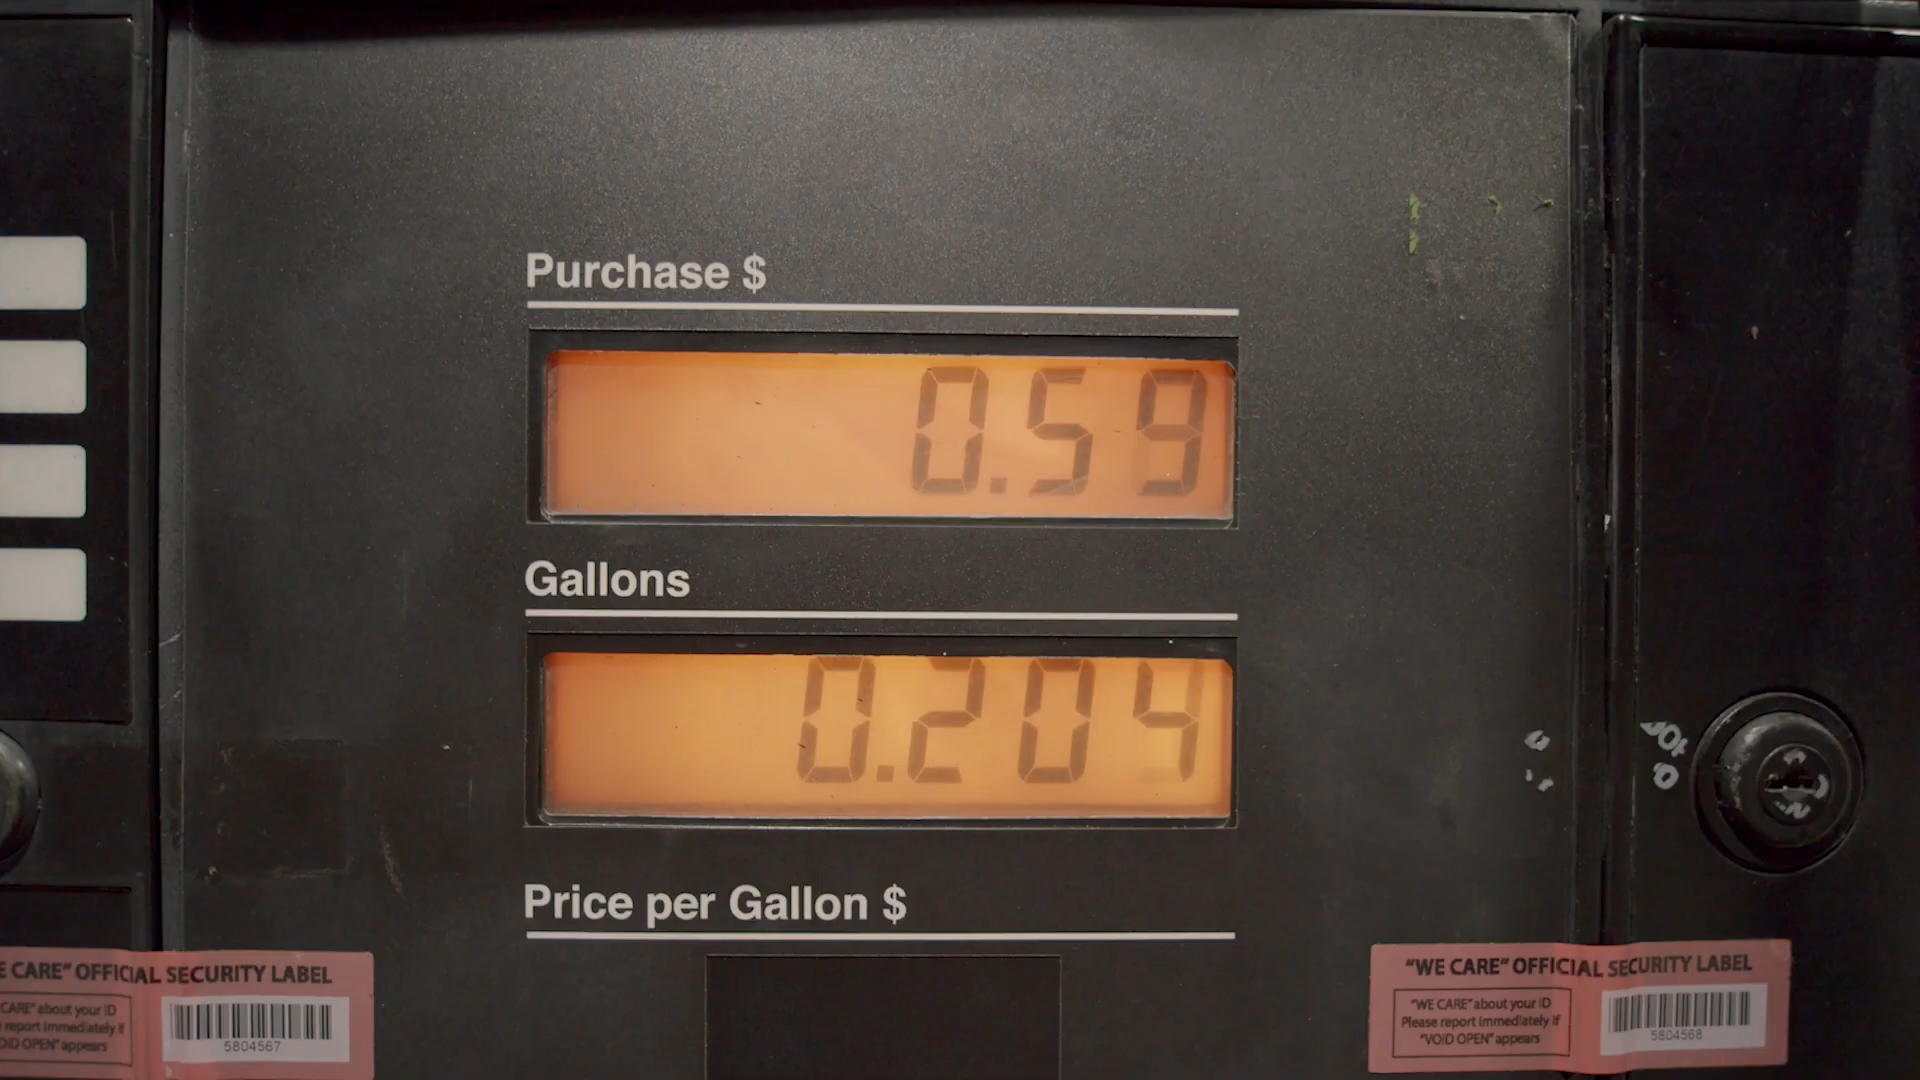 Purchase $
0.59
Gallons
0.204
Price per Gallon $
E CARE" OFFICIAL SECURITY LABEL
CARE" about your ID
report immediately if
OID OPEN" appears
5804567
"WE CARE" OFFICIAL SECURITY LABEL
"WE CARE" about your ID
Please report immediately if
"VOID OPEN" appears
5804568